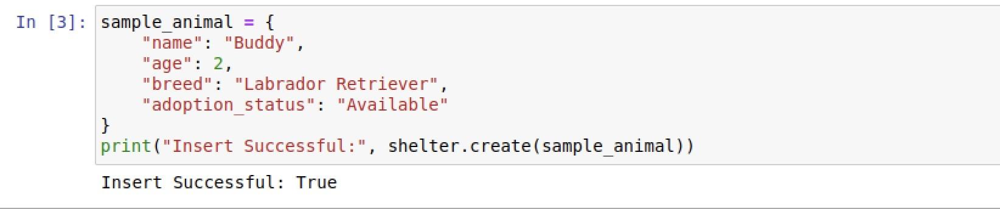 In [3]: sample_animal = {
    "name": "Buddy",
    "age": 2,
    "breed": "Labrador Retriever",
    "adoption_status": "Available"
}
print("Insert Successful:", shelter.create(sample_animal))
Insert Successful: True